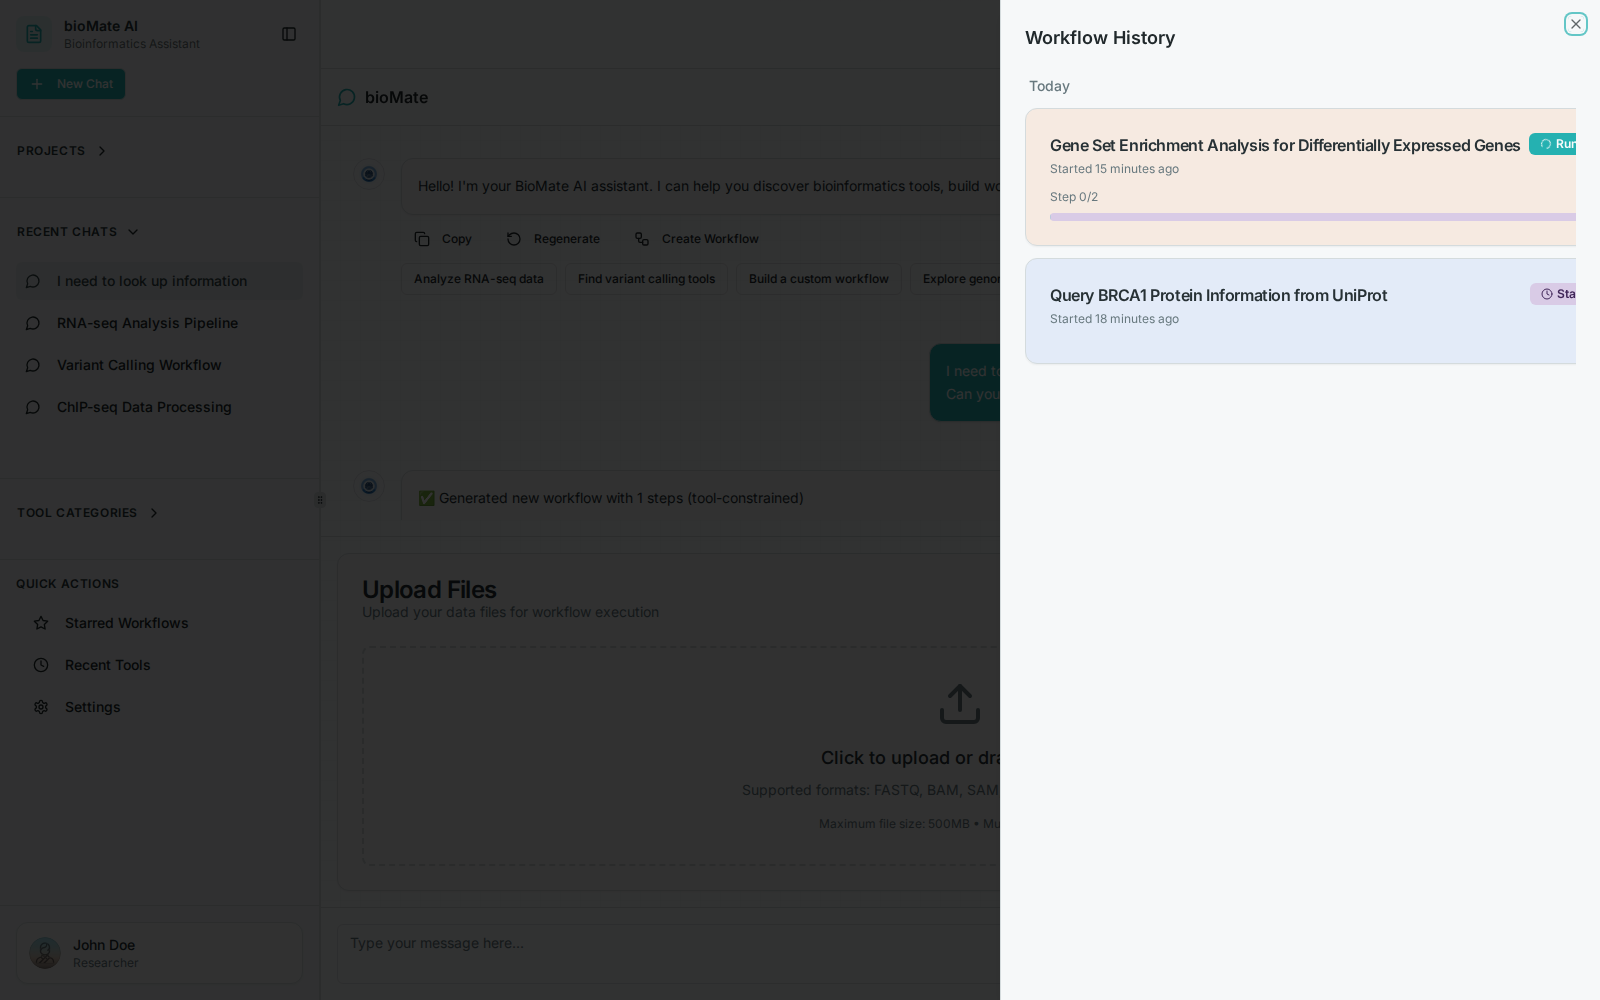 bioMate AI
Bioinformatics Assistant
New Chat
PROJECTS
RECENT CHATS
I need to look up information
RNA-seq Analysis Pipeline
Variant Calling Workflow
ChIP-seq Data Processing
TOOL CATEGORIES
QUICK ACTIONS
Starred Workflows
Recent Tools
Settings
John Doe
Researcher
bioMate
Hello! I'm your BioMate AI assistant. I can help you discover bioinformatics tools, build
Copy
Regenerate
Create Workflow
Analyze RNA-seq data
Find variant calling tools
Build a custom workflow
Explore
I need
Can you
✅ Generated new workflow with 1 steps (tool-constrained)
Upload Files
Upload your data files for workflow execution
Click to upload or
Supported formats: FASTQ, BAM, SAM
Maximum file size: 500MB •
Type your message here...
Workflow History
Today
Gene Set Enrichment Analysis for Differentially Expressed Genes
Started 15 minutes ago
Step 0/2
Query BRCA1 Protein Information from UniProt
Started 18 minutes ago